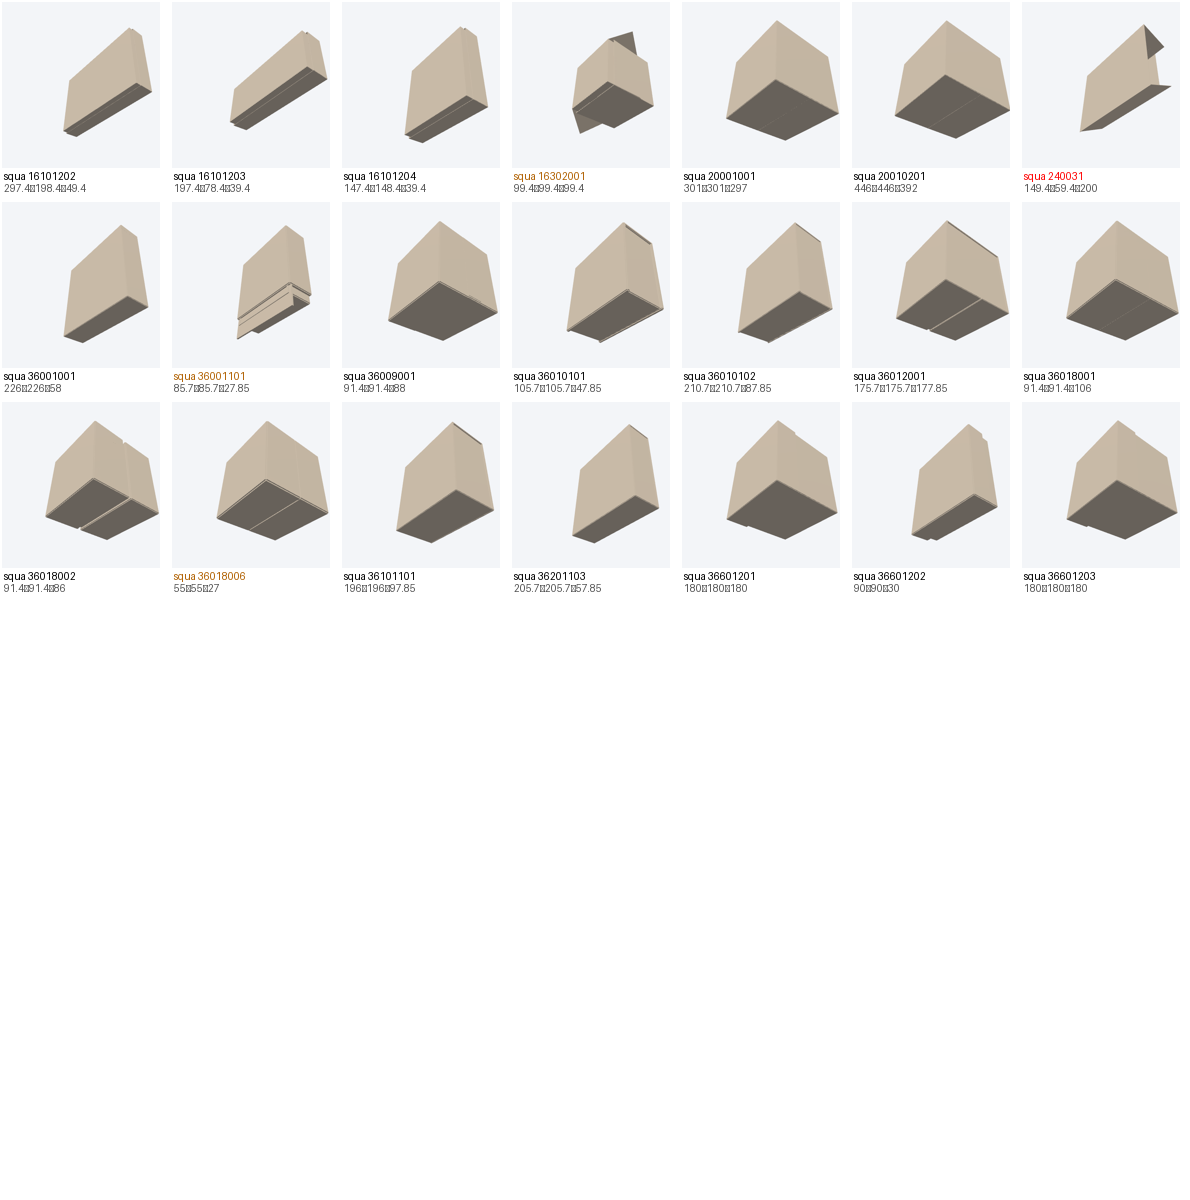 squa 16101202
297.4▯198.4▯49.4
squa 16101203
197.4▯78.4▯39.4
squa 16101204
147.4▯148.4▯39.4
squa 16302001
99.4▯99.4▯99.4
squa 20001001
301▯301▯297
squa 20010201
446▯446▯392
squa 240031
149.4▯59.4▯200
squa 36001001
226▯226▯58
squa 36001101
85.7▯85.7▯27.85
squa 36009001
91.4▯91.4▯88
squa 36010101
105.7▯105.7▯47.85
squa 36010102
210.7▯210.7▯87.85
squa 36012001
175.7▯175.7▯177.85
squa 36018001
91.4▯91.4▯106
squa 36018002
91.4▯91.4▯86
squa 36018006
55▯55▯27
squa 36101101
196▯196▯97.85
squa 36201103
205.7▯205.7▯57.85
squa 36601201
180▯180▯180
squa 36601202
90▯90▯30
squa 36601203
180▯180▯180